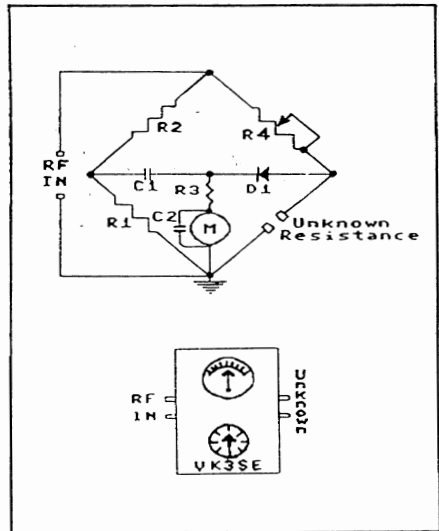 R2
R4
RF
IN
C1
R3
D1
R1
C2
M
Unknown
Resistance
RF
IN
Unknown
VK3SE